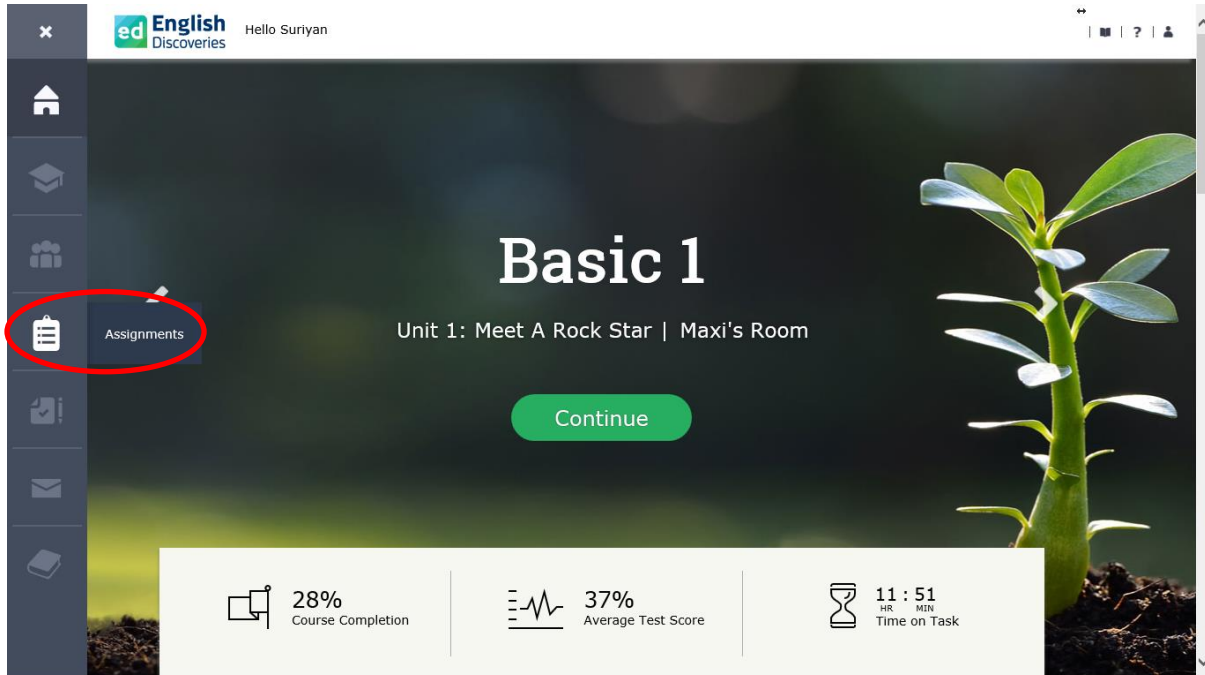 ed English
Discoveries
Hello Suriyan
| | ? |
Assignments
Basic 1
Unit 1: Meet A Rock Star | Maxi's Room
Continue
28%
Course Completion
37%
Average Test Score
11 : 51
HR MIN
Time on Task